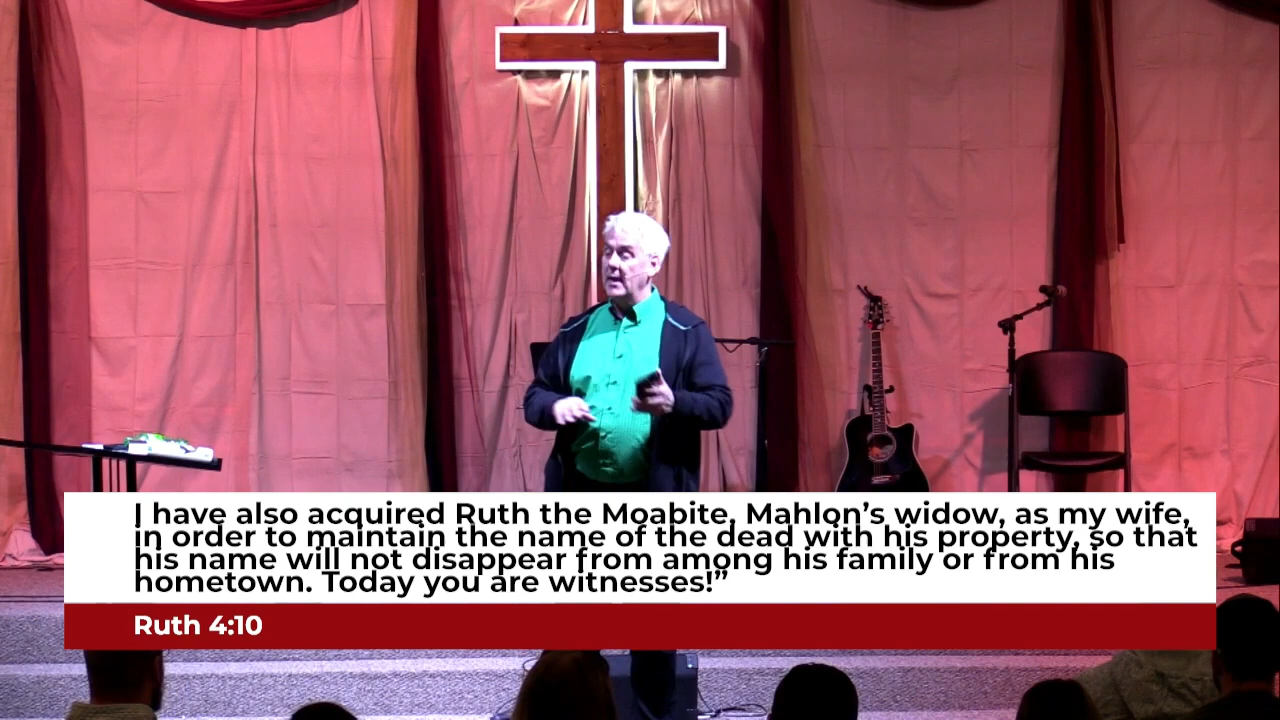 I have also acquired Ruth the Moabite, Mahlon’s widow, as my wife,
in order to maintain the name of the dead with his property, so that
his name will not disappear from among his family or from his
hometown. Today you are witnesses!”
Ruth 4:10